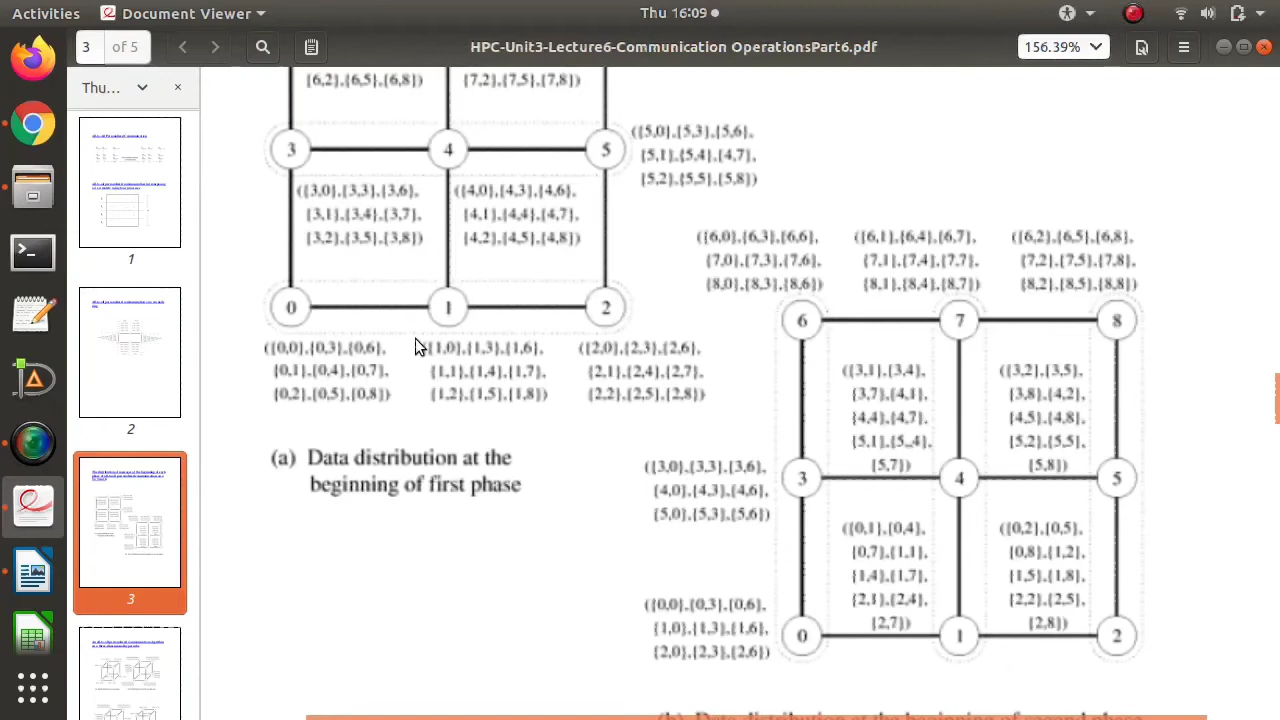 Activities Document Viewer Thu 16:09
3 of 5 HPC-Unit3-Lecture6-Communication OperationsPart6.pdf 156.39%
Thu...
1
2
3
{6,2},{6,5},{6,8}) {7,2},{7,5},{7,8})
3 4 5
({5,0},{5,3},{5,6},
{5,1},{5,4},{4,7},
{5,2},{5,5},{5,8})
({3,0},{3,3},{3,6}, ({4,0},{4,3},{4,6},
{3,1},{3,4},{3,7}, {4,1},{4,4},{4,7},
{3,2},{3,5},{3,8}) {4,2},{4,5},{4,8})
0 1 2
({0,0},{0,3},{0,6}, {1,0},{1,3},{1,6}, ({2,0},{2,3},{2,6},
{0,1},{0,4},{0,7}, {1,1},{1,4},{1,7}, {2,1},{2,4},{2,7},
{0,2},{0,5},{0,8}) {1,2},{1,5},{1,8}) {2,2},{2,5},{2,8})
(a) Data distribution at the
beginning of first phase
({6,0},{6,3},{6,6}, ({6,1},{6,4},{6,7}, ({6,2},{6,5},{6,8},
{7,0},{7,3},{7,6}, {7,1},{7,4},{7,7}, {7,2},{7,5},{7,8},
{8,0},{8,3},{8,6}) {8,1},{8,4},{8,7}) {8,2},{8,5},{8,8})
6 7 8
({3,1},{3,4}, ({3,2},{3,5},
{3,7},{4,1}, {3,8},{4,2},
{4,4},{4,7}, {4,5},{4,8},
{5,1},{5,4}, {5,2},{5,5},
{5,7}) {5,8})
({3,0},{3,3},{3,6},
{4,0},{4,3},{4,6},
{5,0},{5,3},{5,6})
3 4 5
({0,1},{0,4}, ({0,2},{0,5},
{0,7},{1,1}, {0,8},{1,2},
{1,4},{1,7}, {1,5},{1,8},
{2,1},{2,4}, {2,2},{2,5},
{2,7}) {2,8})
({0,0},{0,3},{0,6},
{1,0},{1,3},{1,6},
{2,0},{2,3},{2,6})
0 1 2
(b) Data distribution at the beginning of second phase